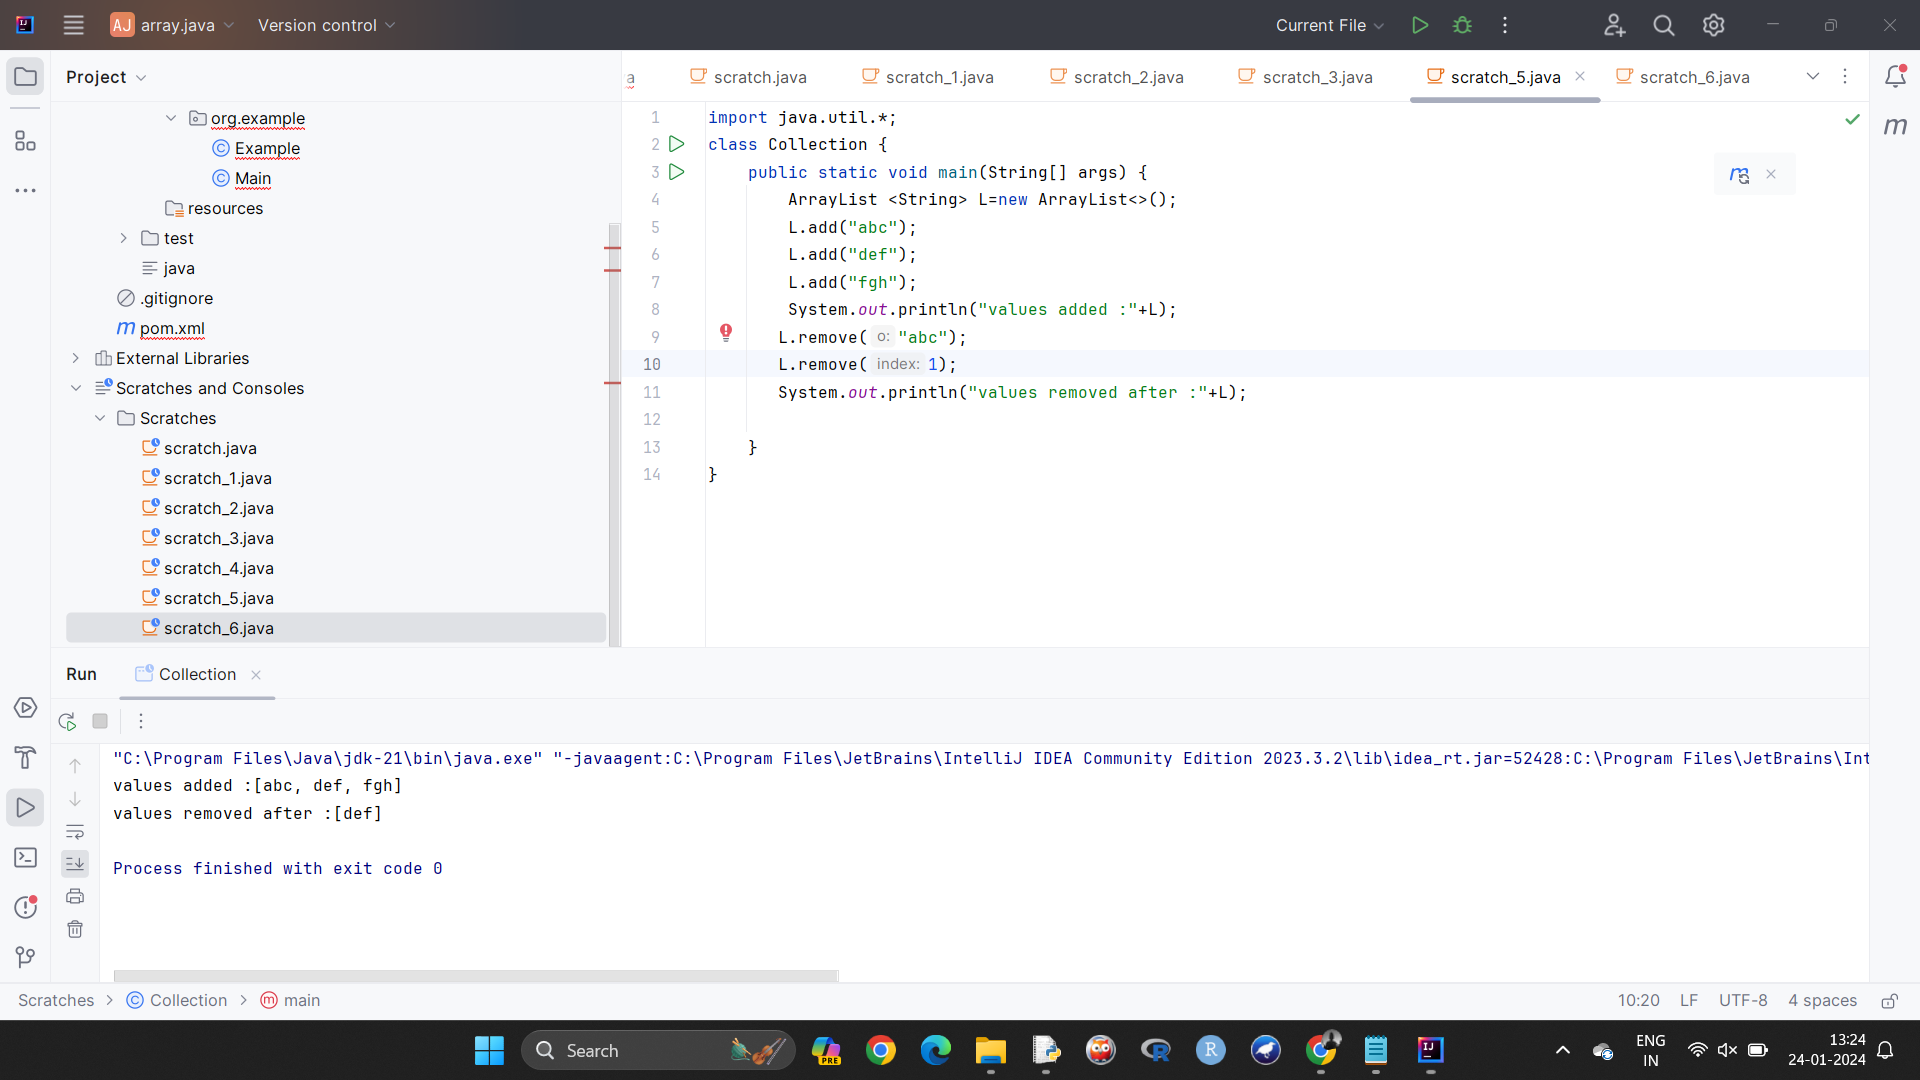 AJ array.java Version control Current File
Project
a scratch.java scratch_1.java scratch_2.java scratch_3.java scratch_5.java scratch_6.java
org.example
Example
Main
resources
test
java
.gitignore
m pom.xml
External Libraries
Scratches and Consoles
Scratches
scratch.java
scratch_1.java
scratch_2.java
scratch_3.java
scratch_4.java
scratch_5.java
scratch_6.java
1 import java.util.*;
2 class Collection {
3 public static void main(String[] args) {
4 ArrayList <String> L=new ArrayList<>();
5 L.add("abc");
6 L.add("def");
7 L.add("fgh");
8 System.out.println("values added :"+L);
9 L.remove( o: "abc");
10 L.remove( index: 1);
11 System.out.println("values removed after :"+L);
12
13 }
14 }
m
m
Run Collection
"C:\Program Files\Java\jdk-21\bin\java.exe" "-javaagent:C:\Program Files\JetBrains\IntelliJ IDEA Community Edition 2023.3.2\lib\idea_rt.jar=52428:C:\Program Files\JetBrains\Int
values added :[abc, def, fgh]
values removed after :[def]
Process finished with exit code 0
Scratches > Collection > main 10:20 LF UTF-8 4 spaces
Search PRE R R IJ ENG IN 13:24 24-01-2024